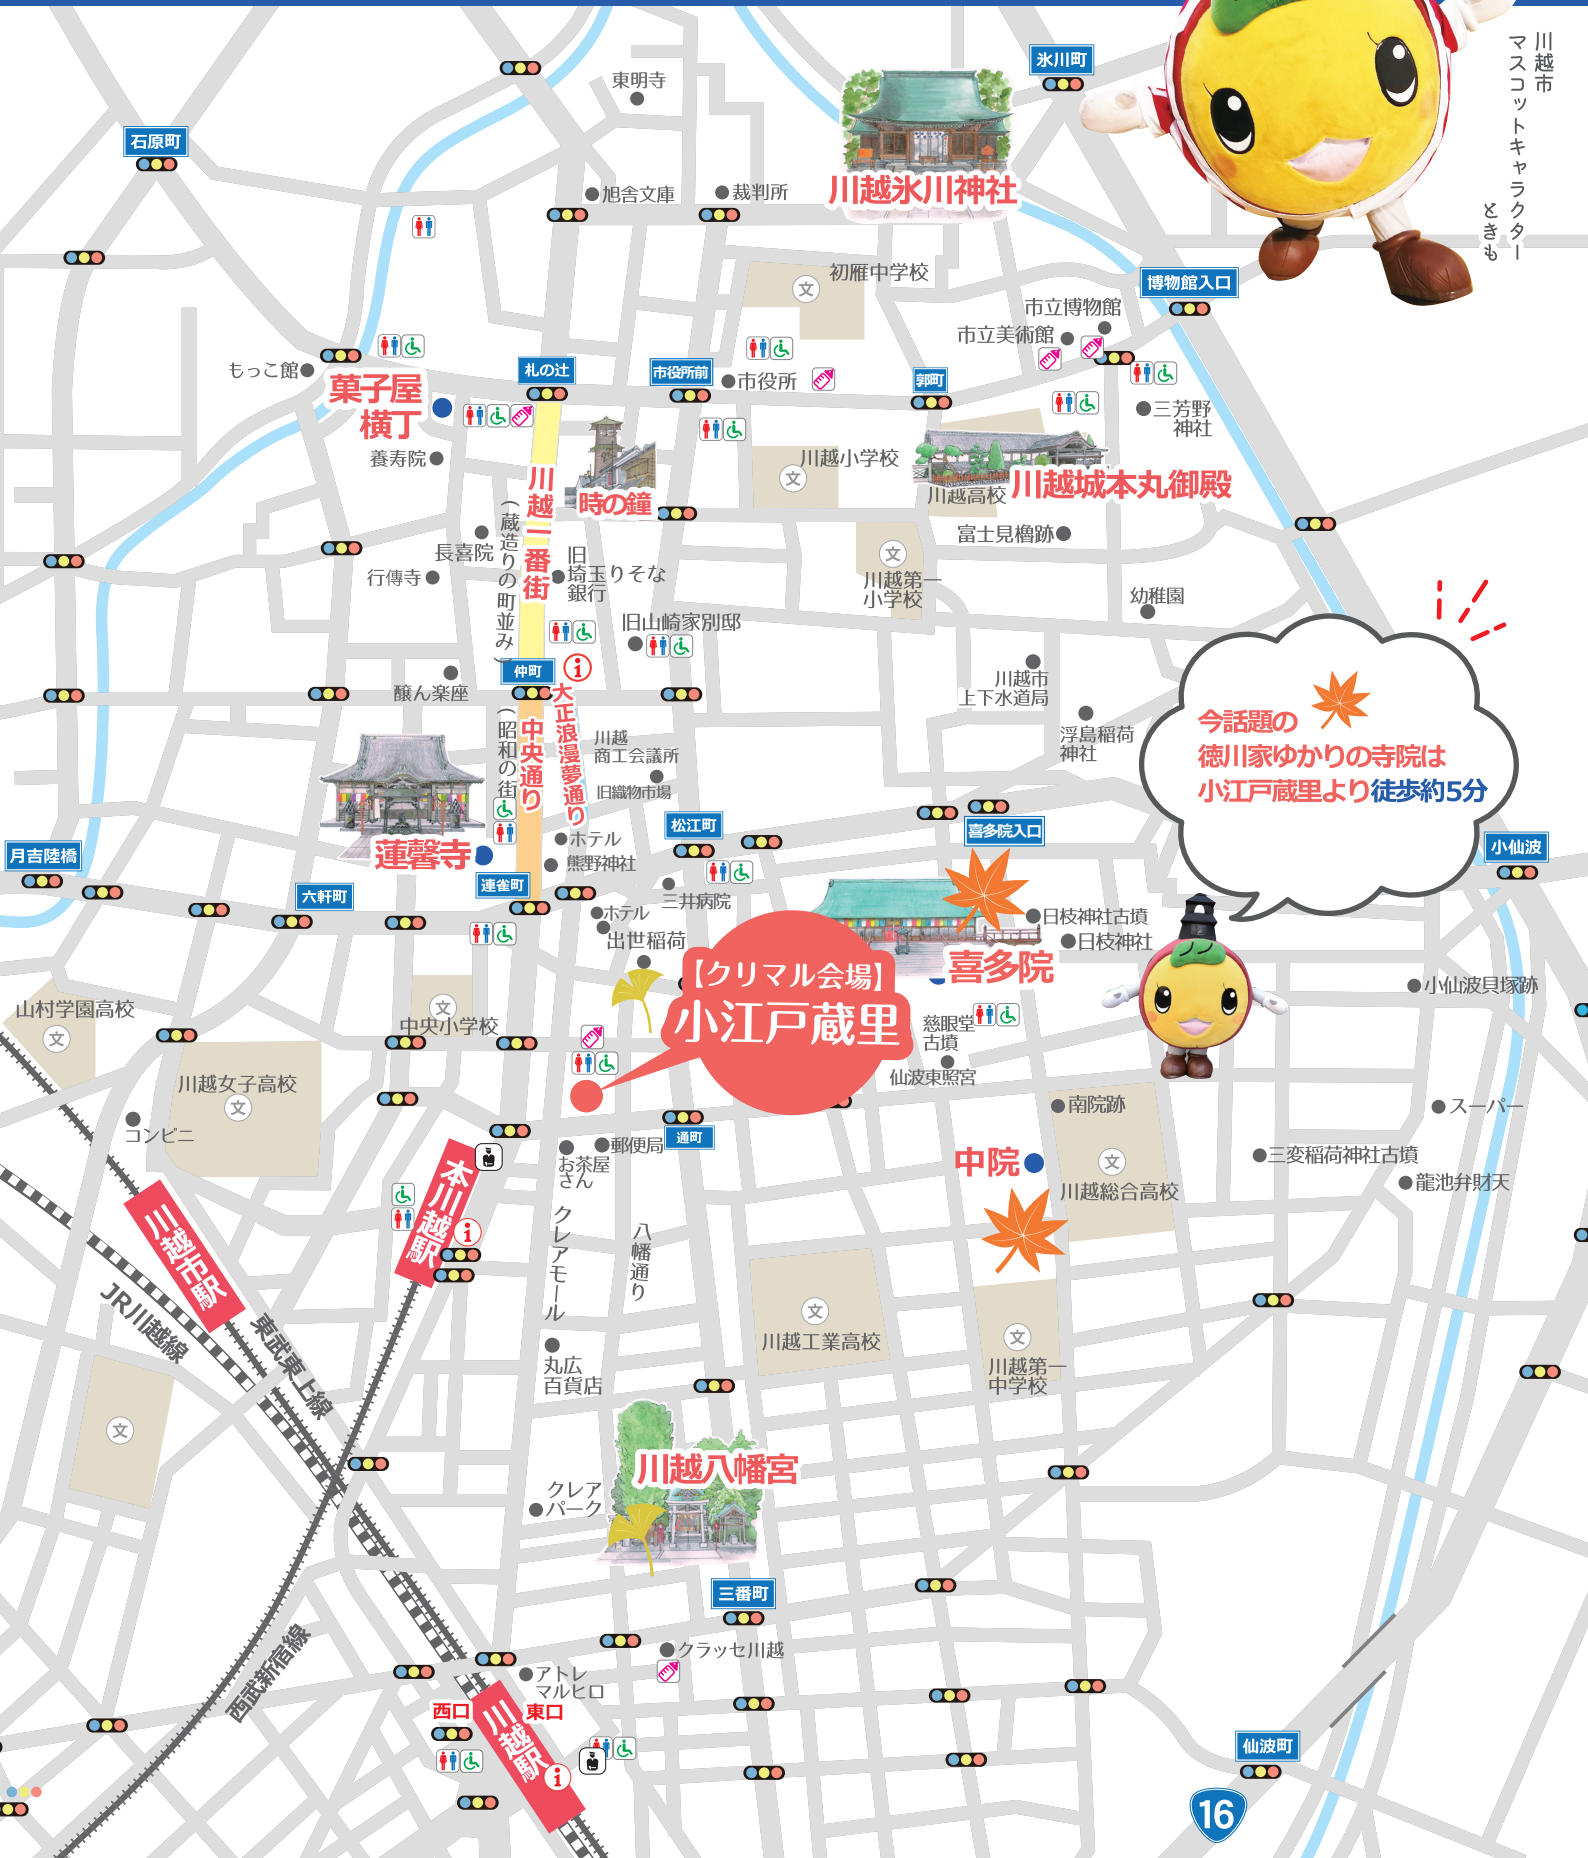 川越市
マスコットキャラクター
ときも
氷川町
東明寺
石原町
旭舎文庫
裁判所
川越氷川神社
初雁中学校
文
博物館入口
市立博物館
市立美術館
もっこ館
札の辻
市役所前
市役所
郭町
菓子屋
横丁
三芳野
神社
養寿院
川越小学校
文
時の鐘
川越高校
川越城本丸御殿
川越一番街
(蔵造りの町並み)
長喜院
行傳寺
旧
埼玉りそな
銀行
富士見櫓跡
文
川越第一
小学校
幼稚園
旧山崎家別邸
仲町
醸ん楽座
川越市
上下水道局
浮島稲荷
神社
今話題の
徳川家ゆかりの寺院は
小江戸蔵里より徒歩約5分
(昭和の街
中央通り
大正浪漫夢通り
川越
商工会議所
旧織物市場
蓮馨寺
ホテル
熊野神社
松江町
喜多院入口
小仙波
月吉陸橋
六軒町
連雀町
三井病院
ホテル
出世稲荷
日枝神社古墳
日枝神社
喜多院
【クリマル会場】
小江戸蔵里
小仙波貝塚跡
山村学園高校
文
文
中央小学校
慈眼堂
古墳
仙波東照宮
川越女子高校
文
コンビニ
南院跡
スーパー
通町
郵便局
お茶屋
さん
本川越駅
中院
文
川越総合高校
三変稲荷神社古墳
龍池弁財天
川越市駅
JR川越線
東武東上線
クレアモール
八幡通り
文
川越工業高校
文
川越第一
中学校
丸広
百貨店
文
川越八幡宮
クレア
パーク
三番町
クラッセ川越
西武新宿線
アトレ
マルヒロ
西口
東口
川越駅
仙波町
16